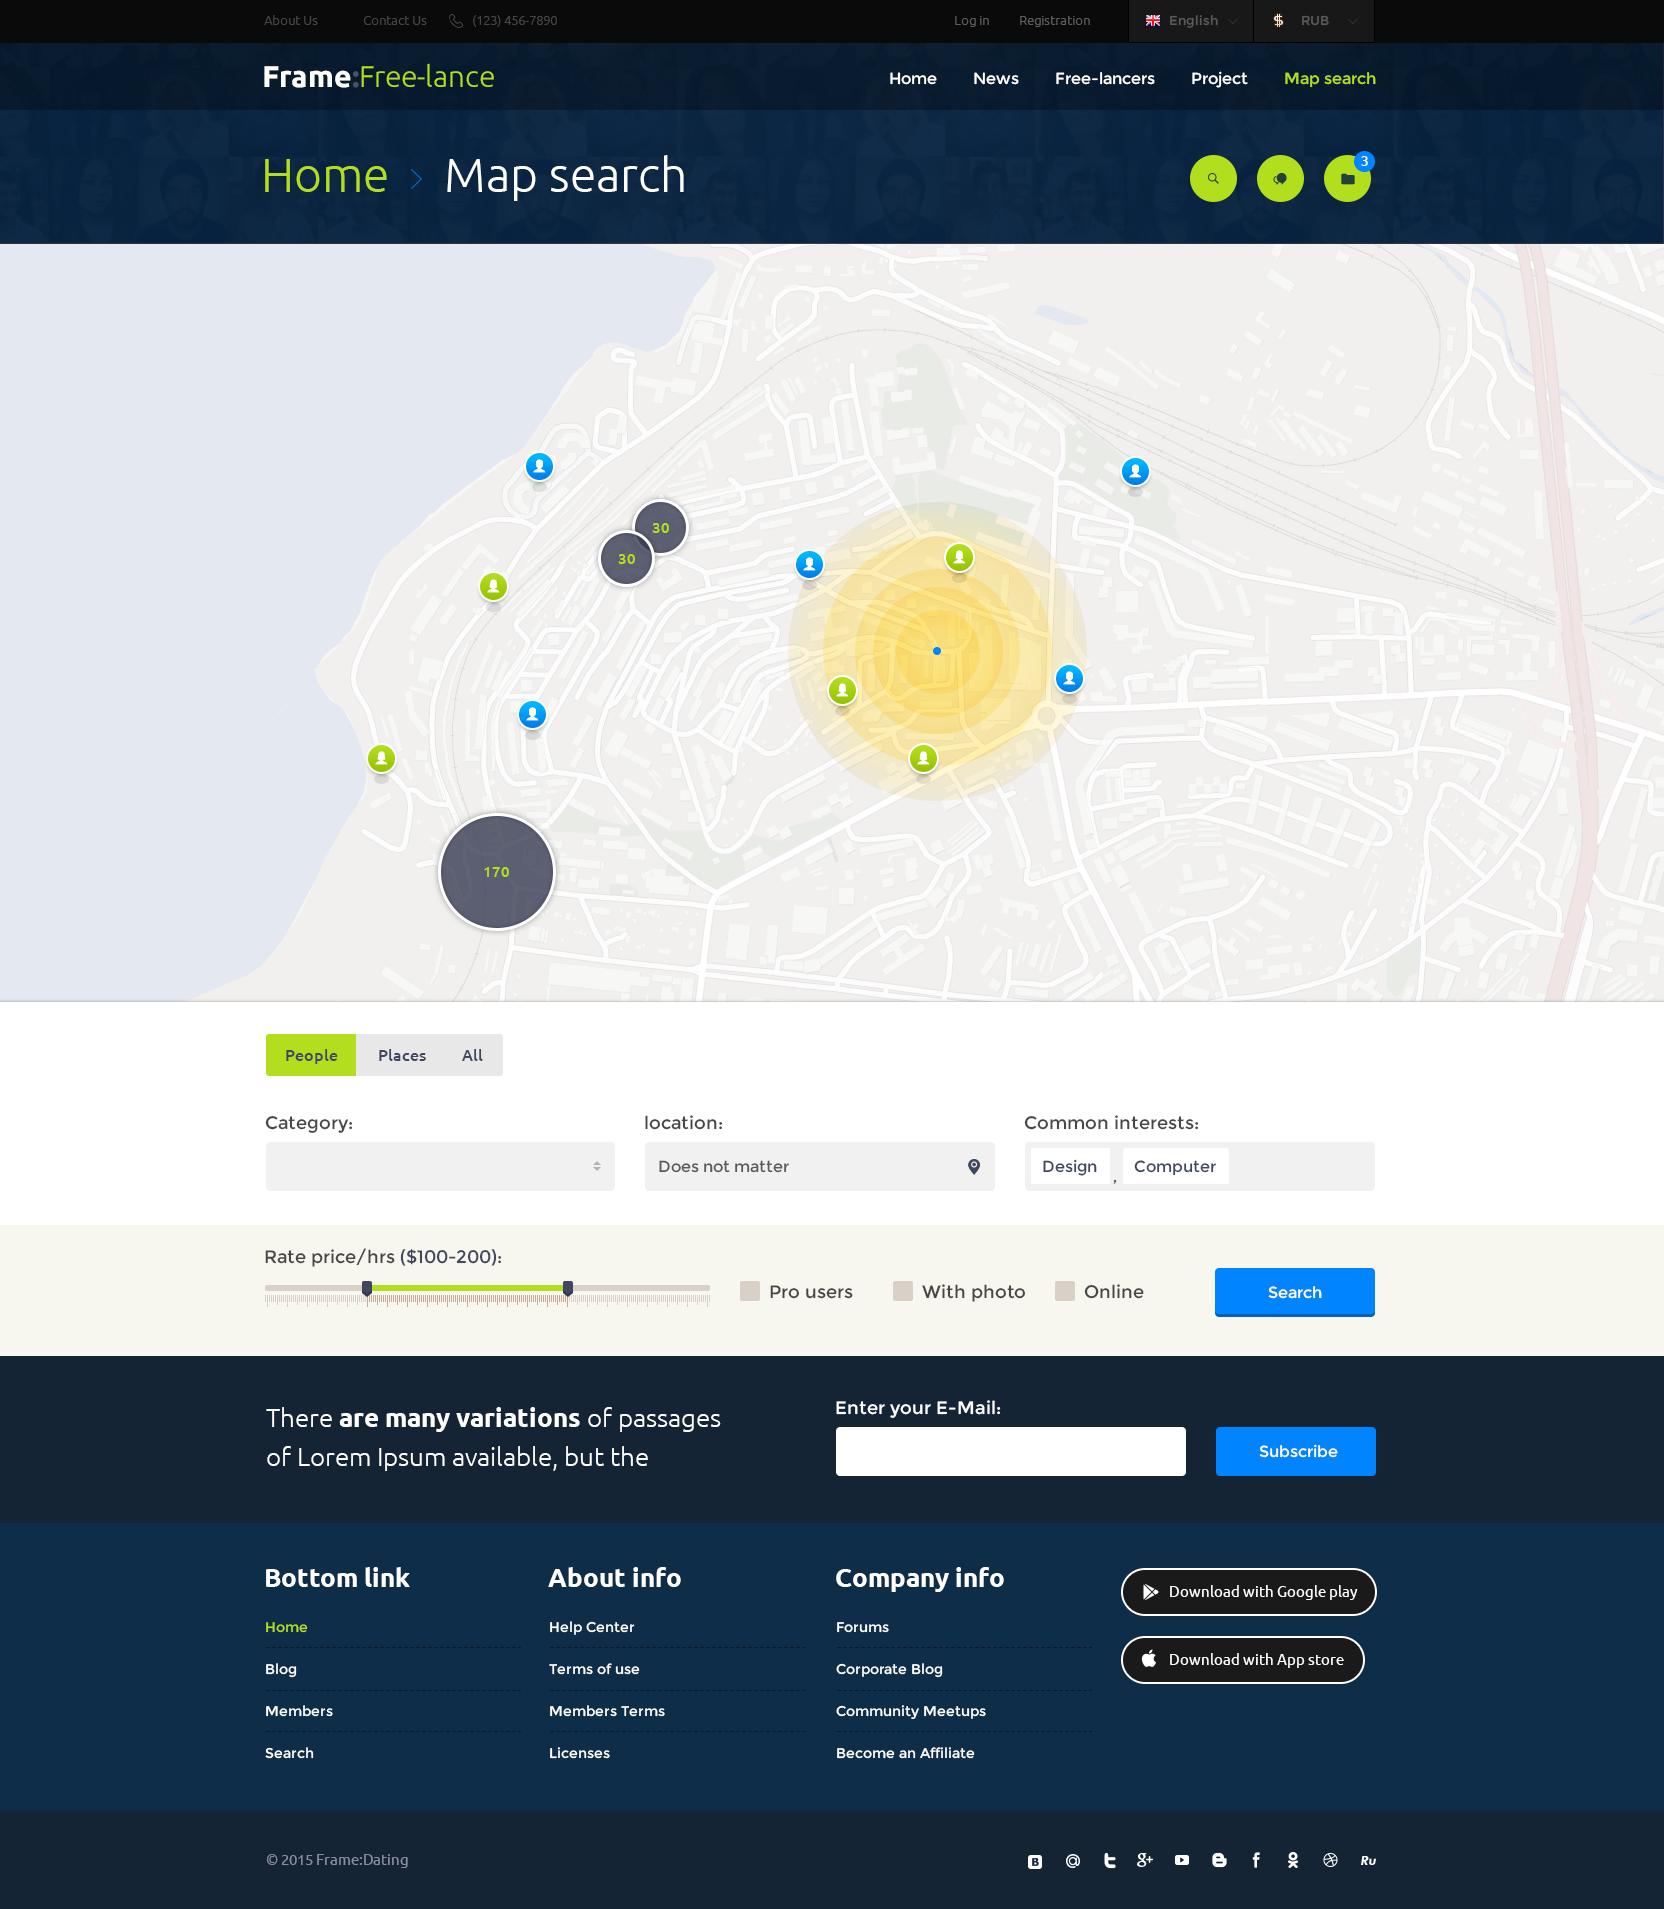 About Us
Contact Us
(123) 456-7890
Log in
Registration
English
$
RUB
Frame:Free-lance
Home
News
Free-lancers
Project
Map search
Home
Map search
3
30
30
170
People
Places
All
Category:
location:
Common interests:
Does not matter
Design , Computer
Rate price/hrs ($100-200):
Pro users
With photo
Online
Search
There are many variations of passages
of Lorem Ipsum available, but the
Enter your E-Mail:
Subscribe
Bottom link
Home
Blog
Members
Search
About info
Help Center
Terms of use
Members Terms
Licenses
Company info
Forums
Corporate Blog
Community Meetups
Become an Affiliate
Download with Google play
Download with App store
© 2015 Frame:Dating
B @ t g+ f Ru